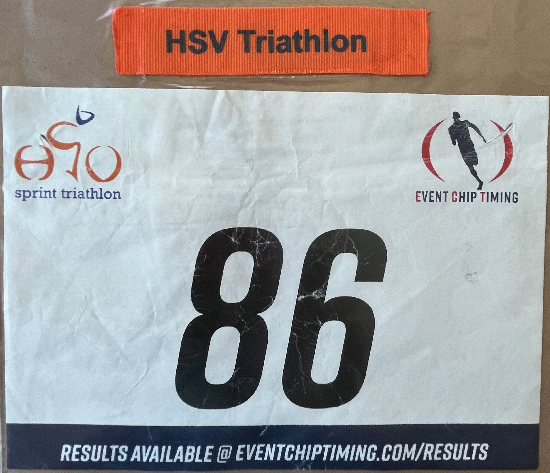 HSV Triathlon
sprint triathlon
EVENT CHIP TIMING
86
RESULTS AVAILABLE @ EVENTCHIPTIMING.COM/RESULTS